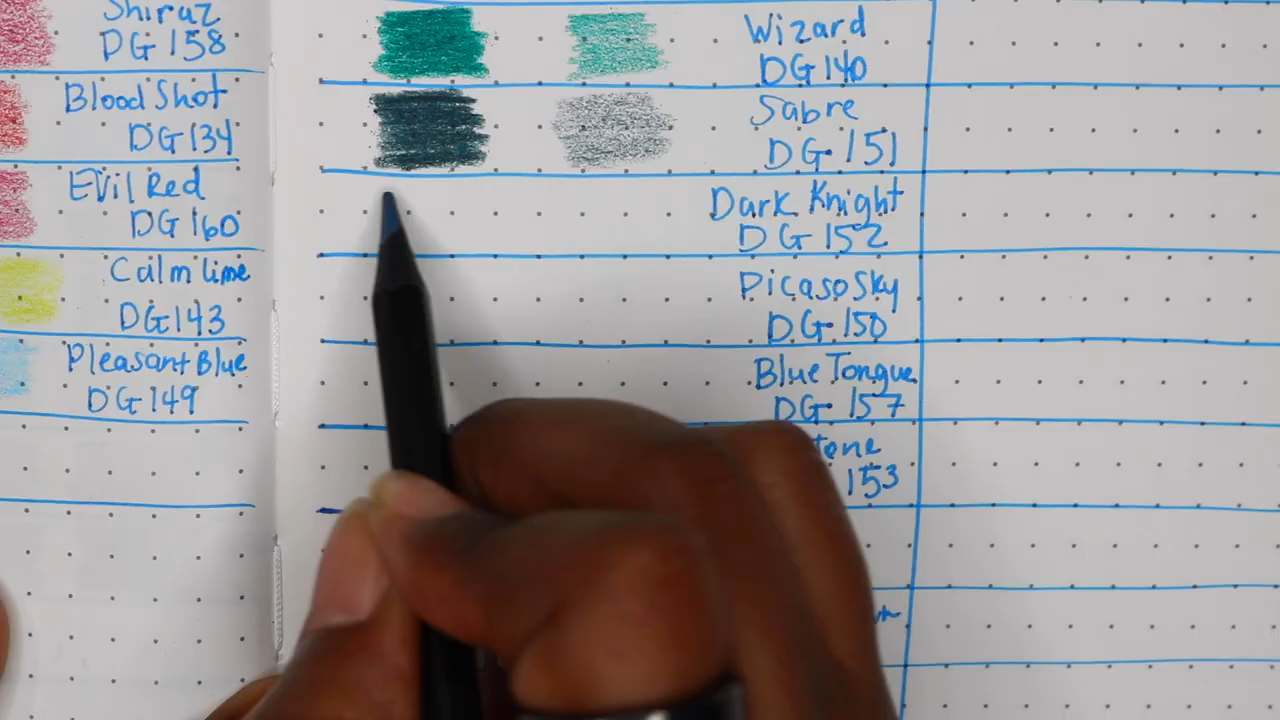 Shiraz
DG 158
Blood Shot
DG 134
Evil Red
DG 160
Calm Lime
DG 143
Pleasant Blue
DG 149
Wizard
DG 140
Sabre
DG 151
Dark Knight
DG 152
Picaso Sky
DG 150
Blue Tongue
DG 157
tone
153